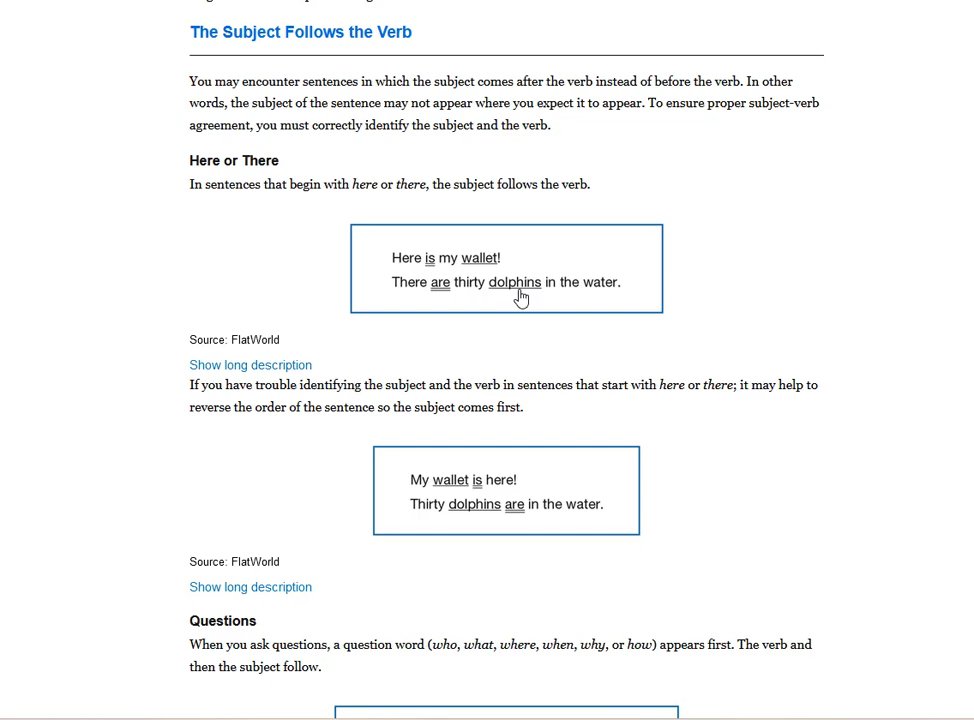 The Subject Follows the Verb
You may encounter sentences in which the subject comes after the verb instead of before the verb. In other
words, the subject of the sentence may not appear where you expect it to appear. To ensure proper subject-verb
agreement, you must correctly identify the subject and the verb.
Here or There
In sentences that begin with here or there, the subject follows the verb.
Here is my wallet!
There are thirty dolphins in the water.
Source: FlatWorld
Show long description
If you have trouble identifying the subject and the verb in sentences that start with here or there; it may help to
reverse the order of the sentence so the subject comes first.
My wallet is here!
Thirty dolphins are in the water.
Source: FlatWorld
Show long description
Questions
When you ask questions, a question word (who, what, where, when, why, or how) appears first. The verb and
then the subject follow.